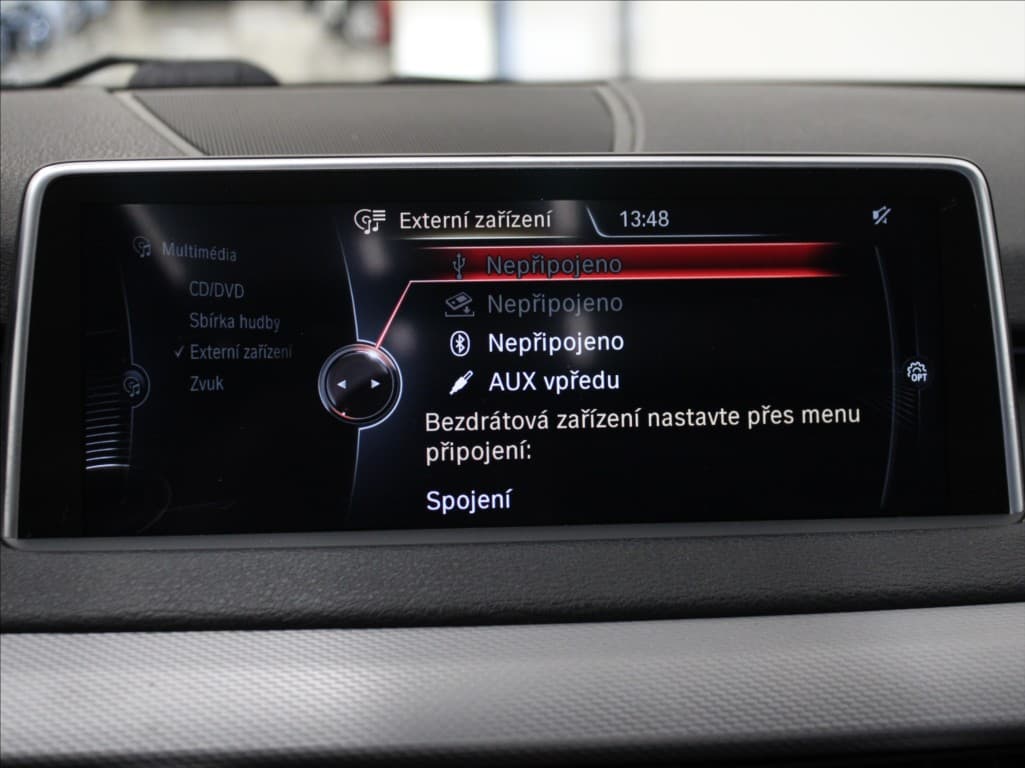 Externí zařízení
13:48
Multimédia
CD/DVD
Sbírka hudby
✓ Externí zařízení
Zvuk
Nepřipojeno
Nepřipojeno
Nepřipojeno
AUX vpředu
Bezdrátová zařízení nastavte přes menu
připojení:
Spojení
OPT